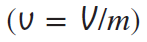 (υ = V/m)